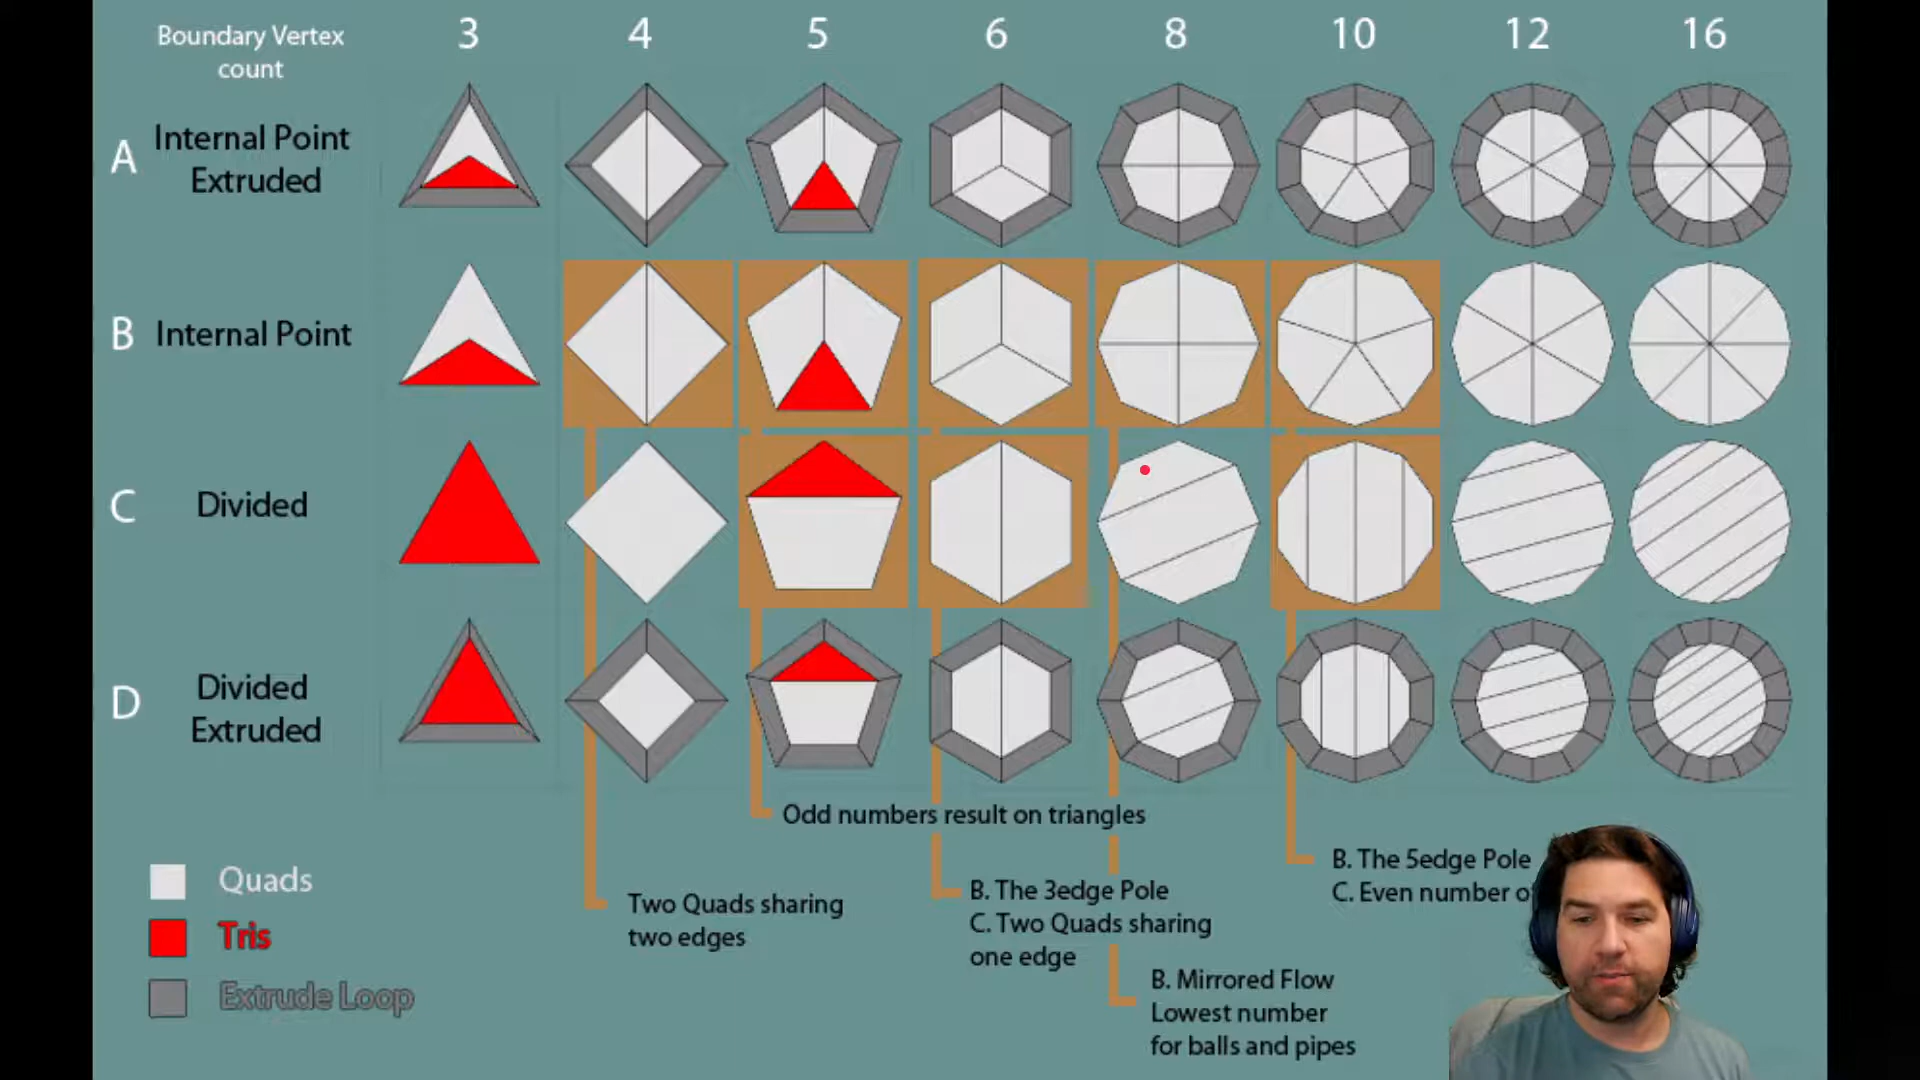 Boundary Vertex
count
3 4 5 6 8 10 12 16
A Internal Point
Extruded
B Internal Point
C Divided
D Divided
Extruded
Odd numbers result on triangles
Two Quads sharing
two edges
B. The 3edge Pole
C. Two Quads sharing
one edge
B. Mirrored Flow
Lowest number
for balls and pipes
B. The 5edge Pole
C. Even number
Quads
Tris
Extrude Loop